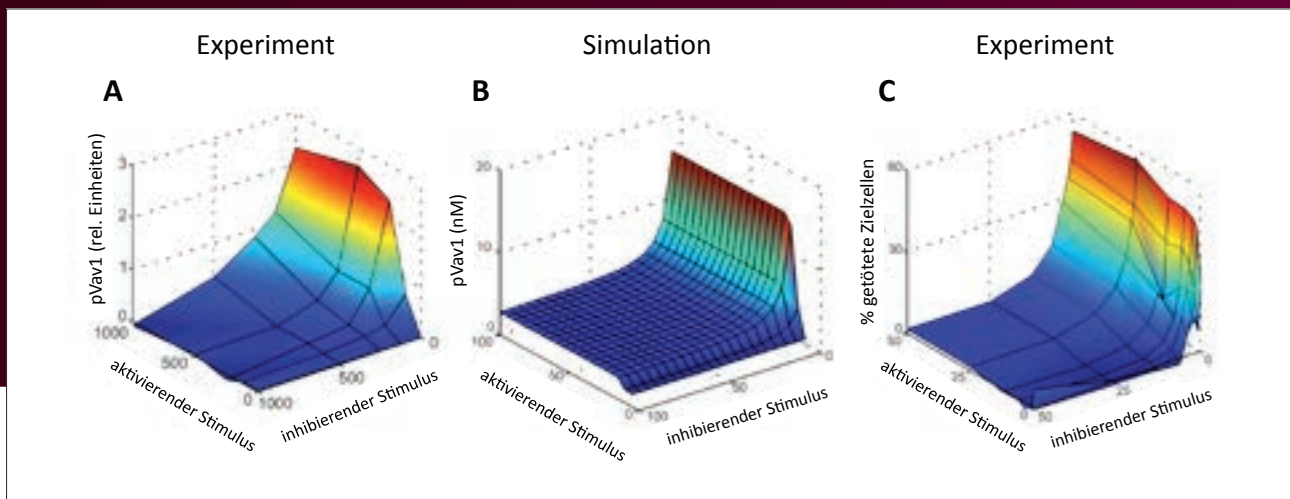 Experiment
Simulation
Experiment
A
B
C
pVav1 (rel. Einheiten)
3
2
1
0
1000
500
0
aktivierender Stimulus
1000
500
0
inhibierender Stimulus
pVav1 (nM)
20
10
0
100
50
0
aktivierender Stimulus
100
50
0
inhibierender Stimulus
% getötete Zielzellen
60
30
0
50
25
0
aktivierender Stimulus
50
25
0
inhibierender Stimulus